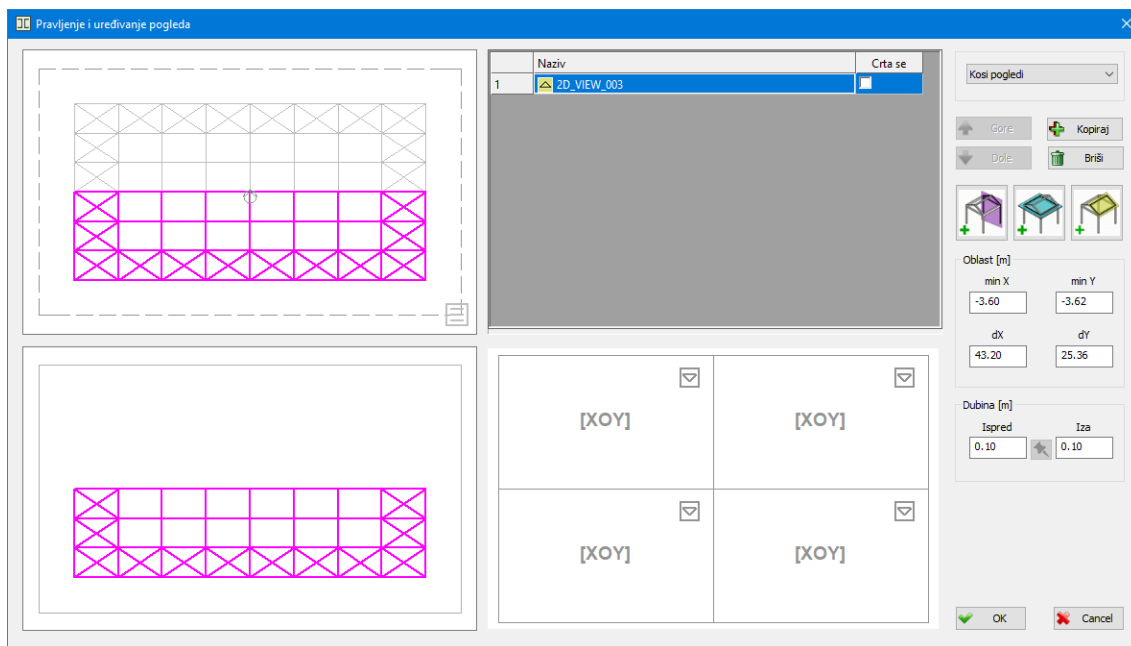 Pravljenje i uređivanje pogleda
Naziv Crta se
1 2D_VIEW_003
Kosi pogledi
Gore Kopiraj
Dole Briši
Oblast [m]
min X min Y
-3.60 -3.62
dX dY
43.20 25.36
Dubina [m]
Ispred Iza
0.10 0.10
[XOY] [XOY]
[XOY] [XOY]
OK Cancel